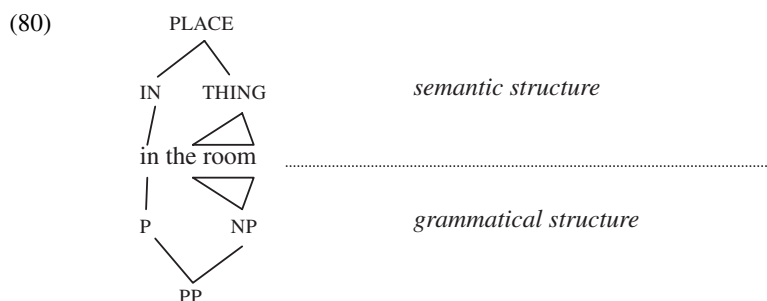 (80)
PLACE
IN THING
semantic structure
in the room
grammatical structure
P NP
PP